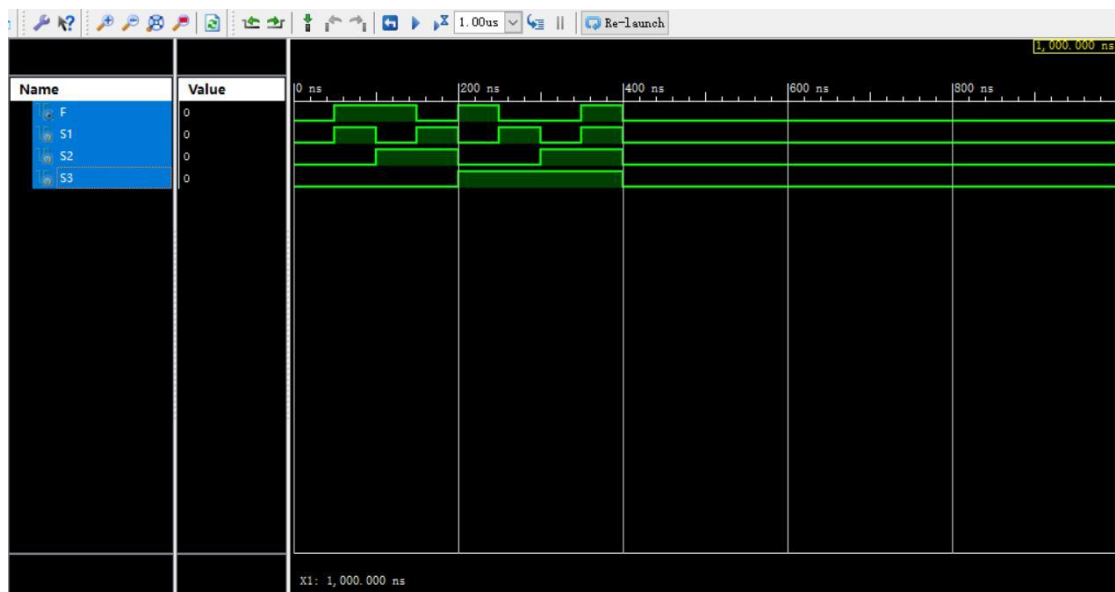 1.00us Re-launch
1,000.000 ns
Name Value
0 ns 200 ns 400 ns 600 ns 800 ns
F 0
S1 0
S2 0
S3 0
X1: 1,000.000 ns